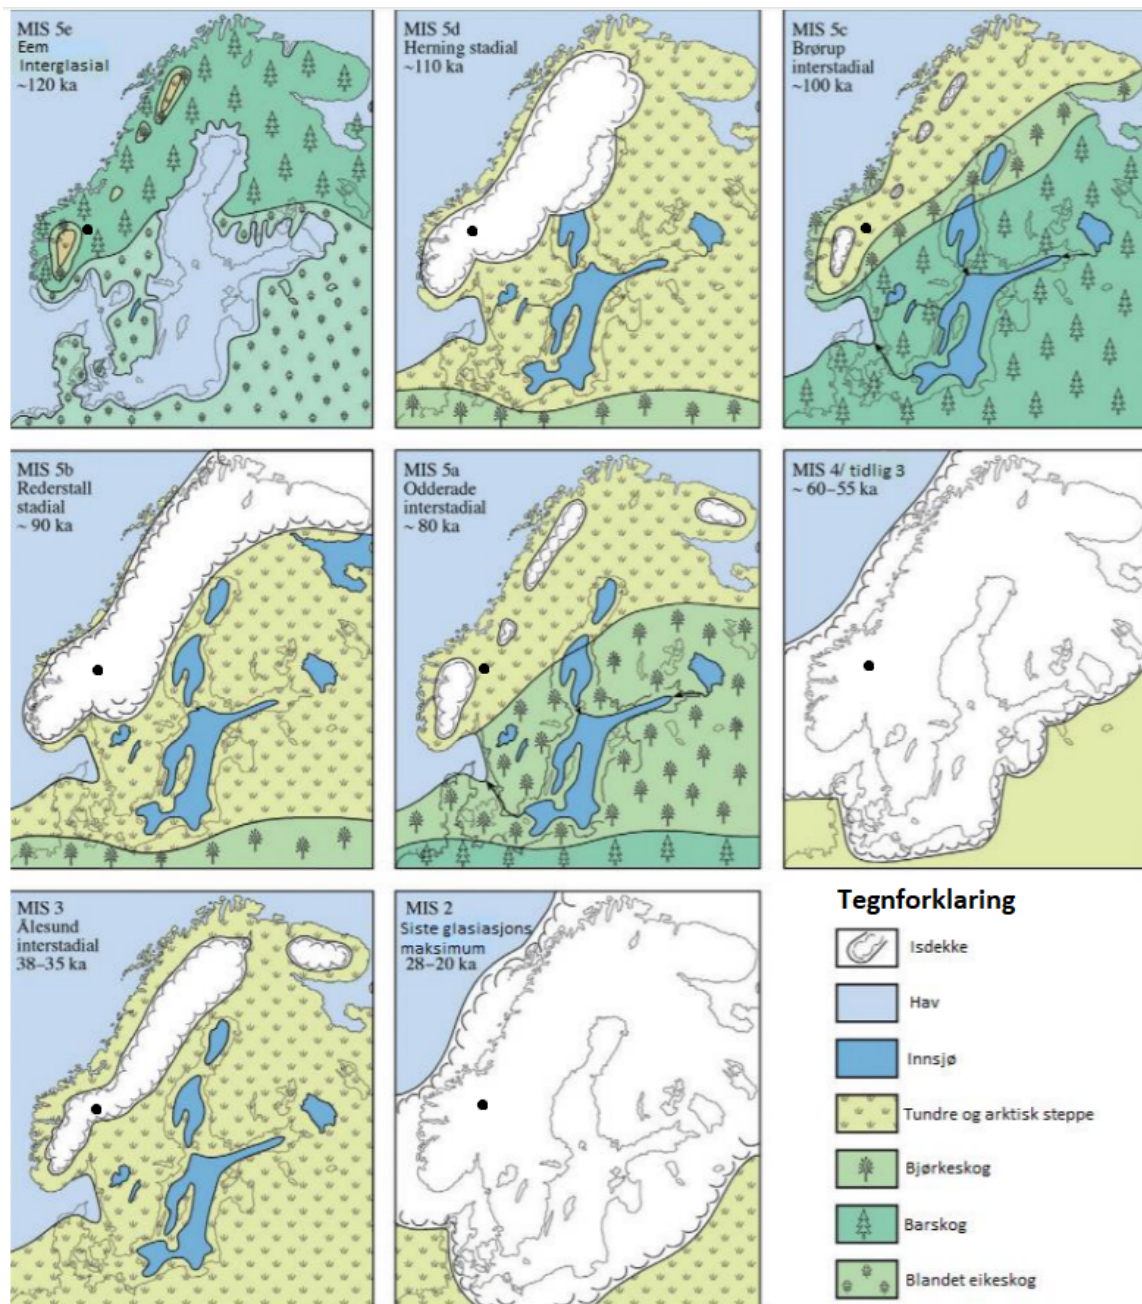 MIS 5e
Eem
Interglasial
~120 ka
MIS 5d
Herning stadial
~110 ka
MIS 5c
Brørup
interstadial
~100 ka
MIS 5b
Rederstall
stadial
~ 90 ka
MIS 5a
Odderade
interstadial
~ 80 ka
MIS 4/ tidlig 3
~ 60–55 ka
MIS 3
Ålesund
interstadial
38–35 ka
MIS 2
Siste glasiasjons
maksimum
28–20 ka
Tegnforklaring
Isdekke
Hav
Innsjø
Tundre og arktisk steppe
Bjørkeskog
Barskog
Blandet eikeskog